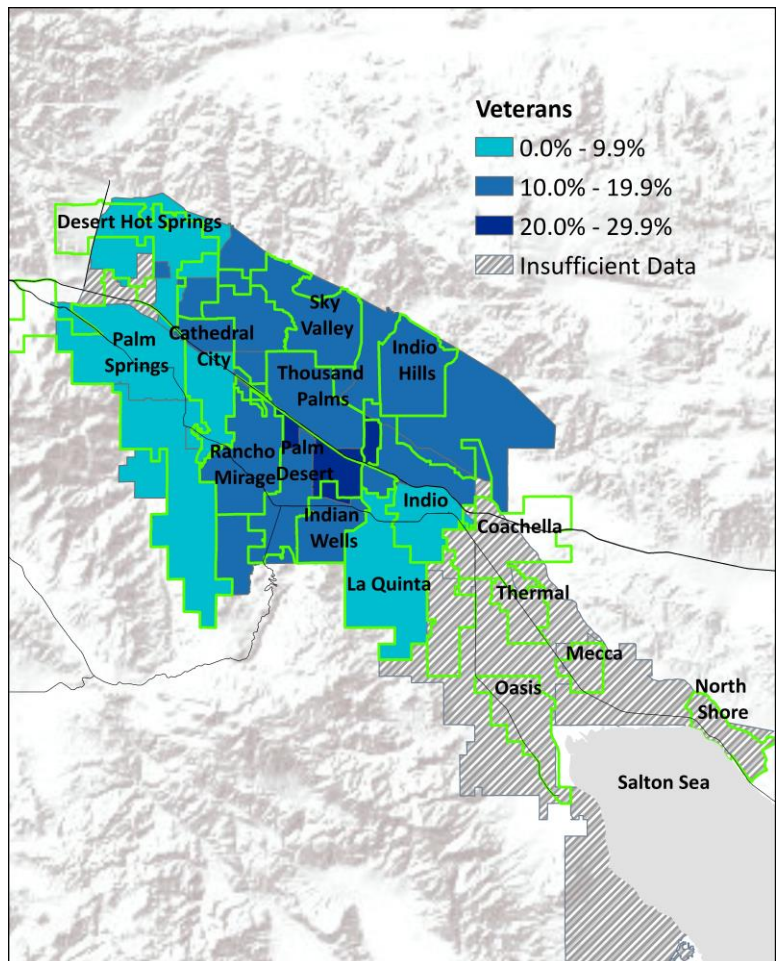 Veterans
0.0% - 9.9%
10.0% - 19.9%
20.0% - 29.9%
Insufficient Data
Desert Hot Springs
Sky
Valley
Palm
Springs
Cathedral
City
Indio
Hills
Thousand
Palms
Rancho
Mirage
Palm
Desert
Indian
Wells
Indio
Coachella
La Quinta
Thermal
Mecca
Oasis
North
Shore
Salton Sea